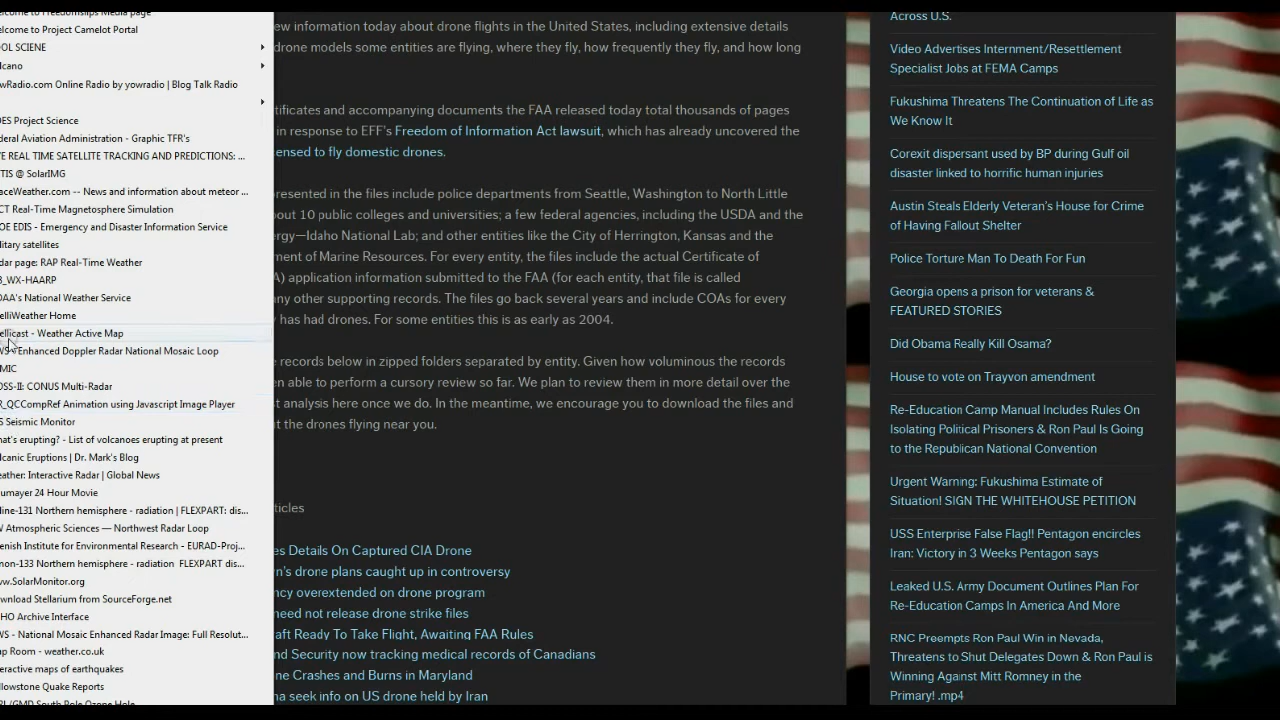 elcome to Freedomslips Media page
elcome to Project Camelot Portal
OL SCIENE
lcano
wRadio.com Online Radio by yowradio | Blog Talk Radio
DES Project Science
deral Aviation Administration - Graphic TFR's
VE REAL TIME SATELLITE TRACKING AND PREDICTIONS: ...
TIS @ SolarIMG
aceWeather.com -- News and information about meteor ...
CT Real-Time Magnetosphere Simulation
OE EDIS - Emergency and Disaster Information Service
litary satellites
dar page: RAP Real-Time Weather
B_WX-HAARP
OAA's National Weather Service
telliWeather Home
ellicast - Weather Active Map
WS - Enhanced Doppler Radar National Mosaic Loop
MIC
OSS-II: CONUS Multi-Radar
R_QCCompRef Animation using Javascript Image Player
S Seismic Monitor
hat's erupting? - List of volcanoes erupting at present
lcanic Eruptions | Dr. Mark's Blog
eather: Interactive Radar | Global News
umayer 24 Hour Movie
dine-131 Northern hemisphere - radiation | FLEXPART: dis...
W Atmospheric Sciences — Northwest Radar Loop
enish Institute for Environmental Research - EURAD-Proj...
non-133 Northern hemisphere - radiation FLEXPART dis...
ww.SolarMonitor.org
wnload Stellarium from SourceForge.net
HO Archive Interface
WS - National Mosaic Enhanced Radar Image: Full Resolut...
ap Room - weather.co.uk
teractive maps of earthquakes
llowstone Quake Reports
RL/GMD South Pole Ozone Hole
ew information today about drone flights in the United States, including extensive details
drone models some entities are flying, where they fly, how frequently they fly, and how long
tificates and accompanying documents the FAA released today total thousands of pages
in response to EFF's Freedom of Information Act lawsuit, which has already uncovered the
ensed to fly domestic drones.
presented in the files include police departments from Seattle, Washington to North Little
bout 10 public colleges and universities; a few federal agencies, including the USDA and the
ergy—Idaho National Lab; and other entities like the City of Herrington, Kansas and the
ment of Marine Resources. For every entity, the files include the actual Certificate of
A) application information submitted to the FAA (for each entity, that file is called
any other supporting records. The files go back several years and include COAs for every
y has had drones. For some entities this is as early as 2004.
e records below in zipped folders separated by entity. Given how voluminous the records
en able to perform a cursory review so far. We plan to review them in more detail over the
st analysis here once we do. In the meantime, we encourage you to download the files and
ut the drones flying near you.
ticles
es Details On Captured CIA Drone
n's drone plans caught up in controversy
ncy overextended on drone program
need not release drone strike files
aft Ready To Take Flight, Awaiting FAA Rules
nd Security now tracking medical records of Canadians
ne Crashes and Burns in Maryland
na seek info on US drone held by Iran
Across U.S.
Video Advertises Internment/Resettlement
Specialist Jobs at FEMA Camps
Fukushima Threatens The Continuation of Life as
We Know It
Corexit dispersant used by BP during Gulf oil
disaster linked to horrific human injuries
Austin Steals Elderly Veteran's House for Crime
of Having Fallout Shelter
Police Torture Man To Death For Fun
Georgia opens a prison for veterans &
FEATURED STORIES
Did Obama Really Kill Osama?
House to vote on Trayvon amendment
Re-Education Camp Manual Includes Rules On
Isolating Political Prisoners & Ron Paul Is Going
to the Republican National Convention
Urgent Warning: Fukushima Estimate of
Situation! SIGN THE WHITEHOUSE PETITION
USS Enterprise False Flag!! Pentagon encircles
Iran: Victory in 3 Weeks Pentagon says
Leaked U.S. Army Document Outlines Plan For
Re-Education Camps In America And More
RNC Preempts Ron Paul Win in Nevada,
Threatens to Shut Delegates Down & Ron Paul is
Winning Against Mitt Romney in the
Primary! .mp4